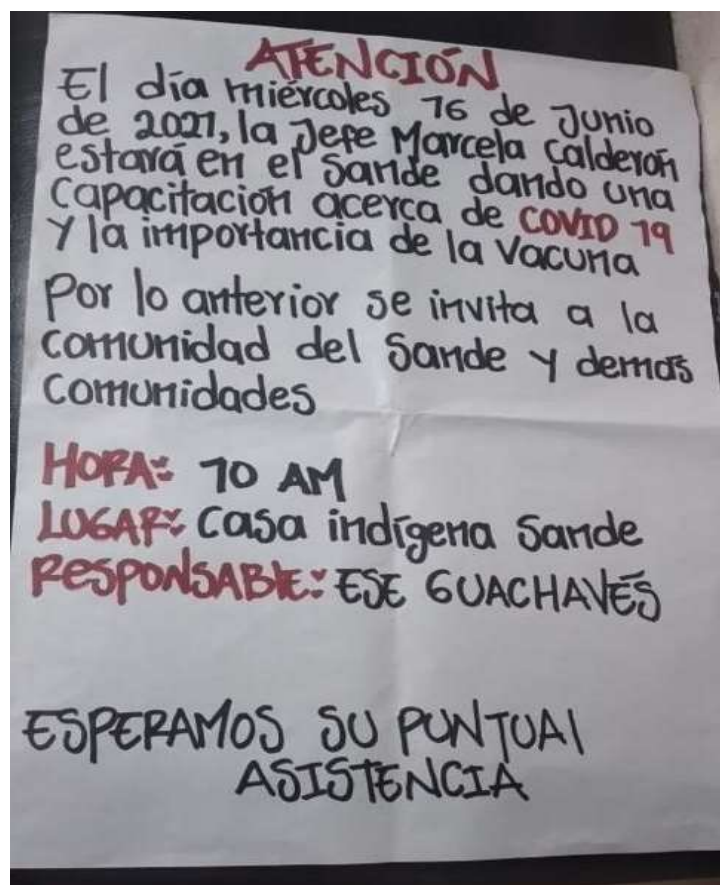 ATENCIÓN
El día miércoles 16 de Junio
de 2021, la Jefe Marcela Calderón
estará en el Sande dando una
capacitación acerca de COVID 19
y la importancia de la Vacuna
Por lo anterior se invita a la
comunidad del Sande y demás
comunidades
HORA: 10 AM
LUGAR: Casa indígena Sande
RESPONSABLE: ESE GUACHAVÉS
ESPERAMOS SU PUNTUAL
ASISTENCIA